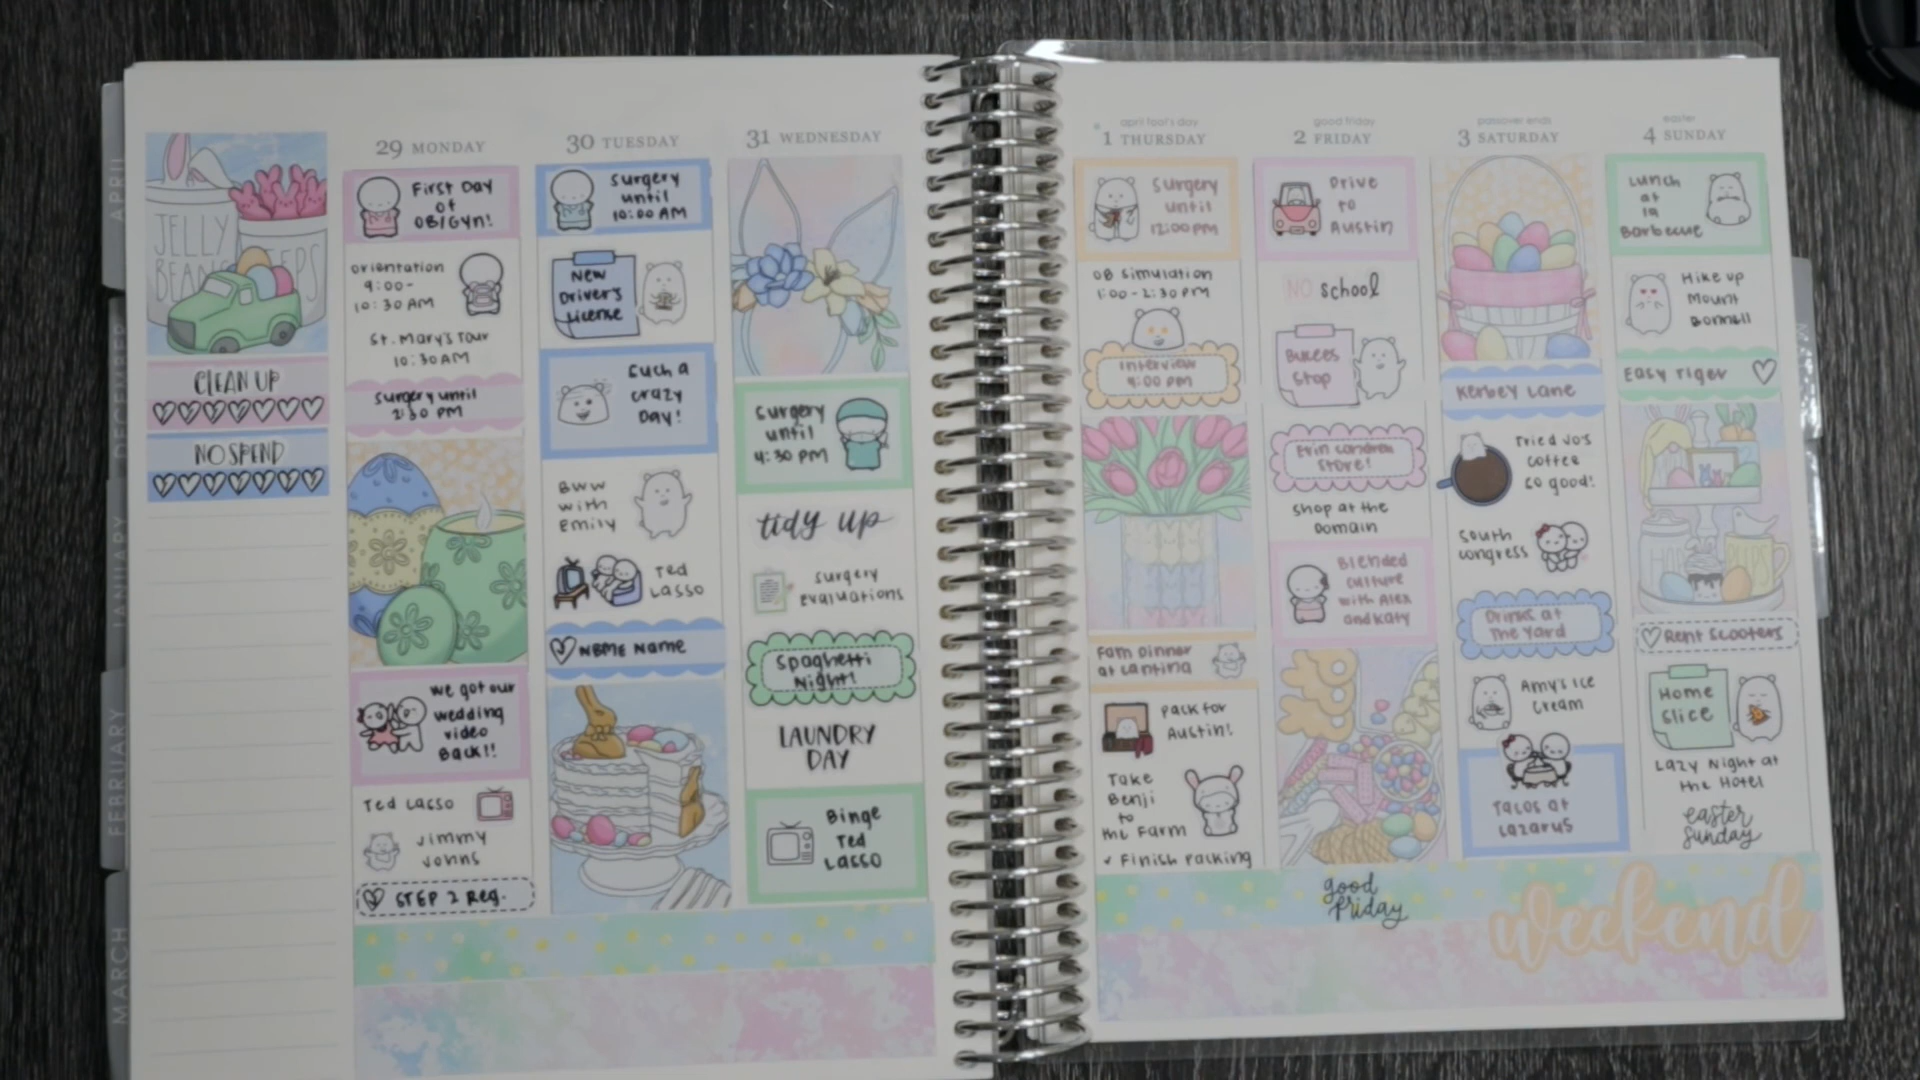 JELLY
BEANS
CLEAN UP
NO SPEND
APRIL
DECEMBER
JANUARY
FEBRUARY
MARCH
29 MONDAY
First Day
of
OB/Gyn!
orientation
9:00-
10:30 AM
St. Mary's Tour
10:30 AM
Surgery until
2:30 PM
we got our
wedding
video
Back!!
Ted Lasso
Jimmy
Johns
STEP 2 Reg.
30 TUESDAY
Surgery
until
10:00 AM
New
Driver's
License
Such a
crazy
Day!
BWW
with
Emily
Ted
Lasso
NBME Name
31 WEDNESDAY
Surgery
until
4:30 PM
tidy up
surgery
evaluations
Spaghetti
Night!
LAUNDRY
DAY
Binge
Ted
Lasso
april fool's day
1 THURSDAY
Surgery
until
12:00 PM
OB Simulation
1:00-2:30 PM
Interview
4:00 PM
Fam Dinner
at Cantina
Pack for
Austin!
Take
Benji
to
the Farm
✓ Finish Packing
good friday
2 FRIDAY
Drive
to
Austin
NO school
Bucees
Stop
Erin Condren
Store!
Shop at the
Domain
Blended
culture
with Alex
and Katy
good
friday
passover ends
3 SATURDAY
Kerbey Lane
Tried Jo's
coffee
so good!
South
congress
Drinks at
The Yard
Amy's Ice
Cream
Tacos at
Lazarus
weekend
easter
4 SUNDAY
Lunch
at
la
Barbecue
Hike up
Mount
Bonnell
Easy Tiger
Rent Scooters
Home
Slice
Lazy Night at
the Hotel
easter
Sunday